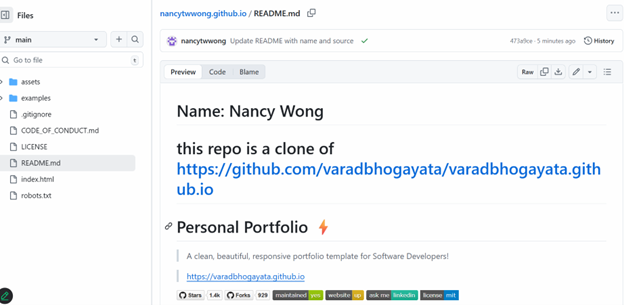 Files
nancytwwong.github.io / README.md
main
nancytwwong Update README with name and source
473a9ce · 5 minutes ago
History
Go to file
t
Preview
Code
Blame
Raw
assets
examples
.gitignore
CODE_OF_CONDUCT.md
LICENSE
README.md
index.html
robots.txt
Name: Nancy Wong
this repo is a clone of
https://github.com/varadbhogayata/varadbhogayata.gith
ub.io
Personal Portfolio
A clean, beautiful, responsive portfolio template for Software Developers!
https://varadbhogayata.github.io
Stars 1.4k Forks 929 maintained yes website up ask me linkedin license mit